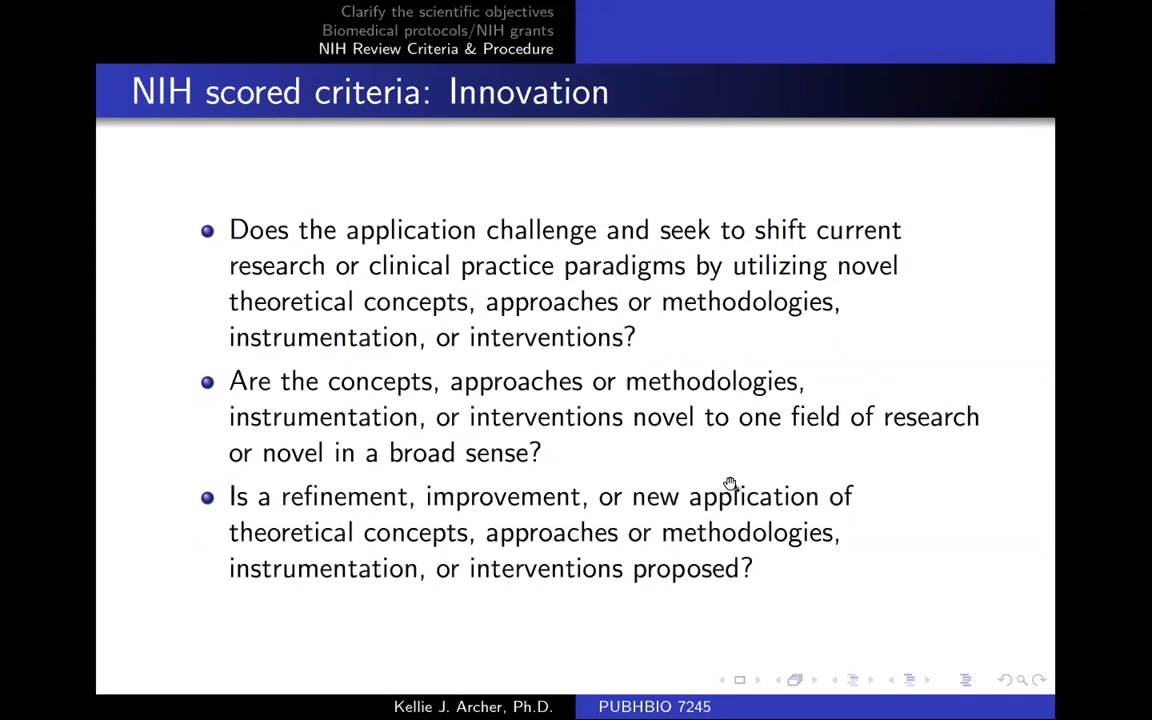 Clarify the scientific objectives
Biomedical protocols/NIH grants
NIH Review Criteria & Procedure
NIH scored criteria: Innovation
Does the application challenge and seek to shift current
research or clinical practice paradigms by utilizing novel
theoretical concepts, approaches or methodologies,
instrumentation, or interventions?
Are the concepts, approaches or methodologies,
instrumentation, or interventions novel to one field of research
or novel in a broad sense?
Is a refinement, improvement, or new application of
theoretical concepts, approaches or methodologies,
instrumentation, or interventions proposed?
Kellie J. Archer, Ph.D.
PUBHBIO 7245